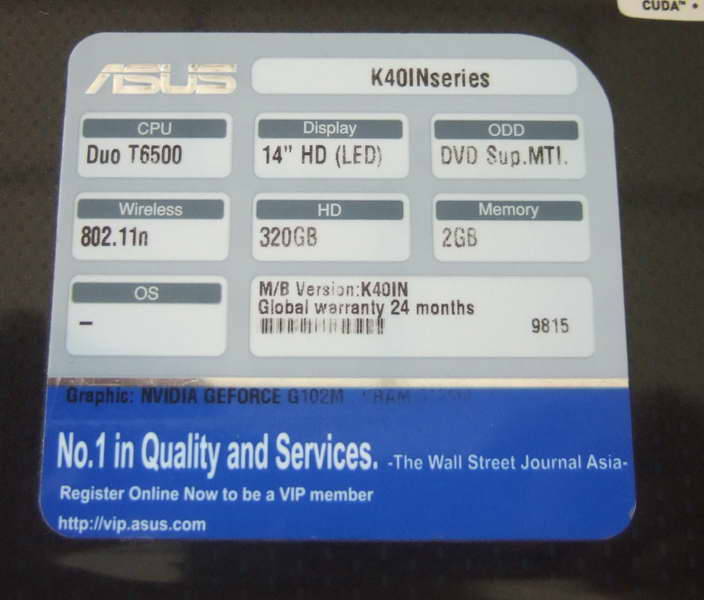 CUDA™
ASUS
K40INseries
CPU
Duo T6500
Display
14" HD (LED)
ODD
DVD Sup.MTI.
Wireless
802.11n
HD
320GB
Memory
2GB
OS
–
M/B Version:K40IN
Global warranty 24 months
9815
Graphic: NVIDIA GEFORCE G102M
No.1 in Quality and Services. -The Wall Street Journal Asia-
Register Online Now to be a VIP member
http://vip.asus.com